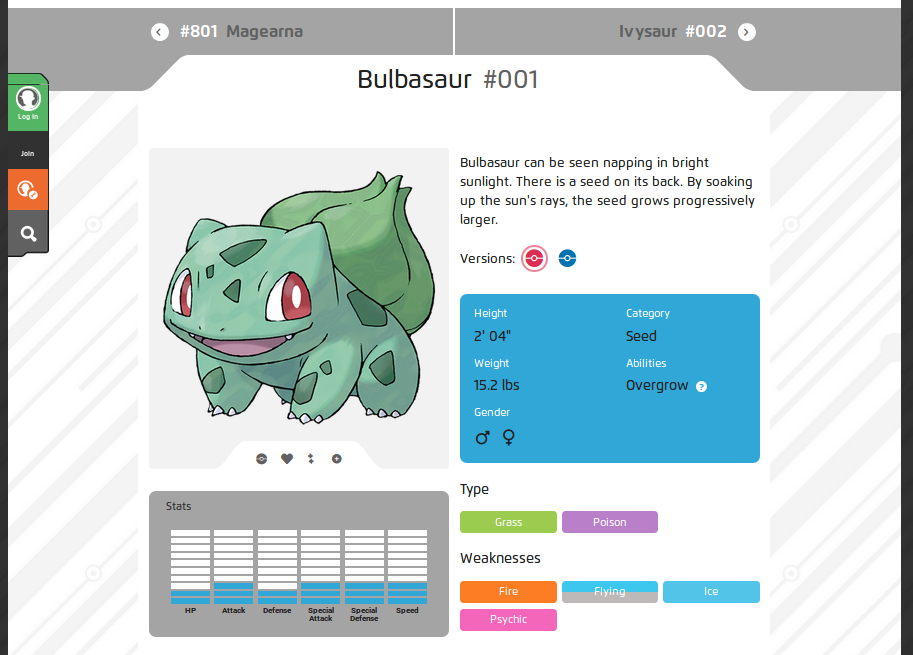 #801 Magearna
Ivysaur #002
Bulbasaur #001
Log In
Join
Bulbasaur can be seen napping in bright
sunlight. There is a seed on its back. By soaking
up the sun's rays, the seed grows progressively
larger.
Versions:
Height
2' 04"
Weight
15.2 lbs
Gender
Category
Seed
Abilities
Overgrow ?
Stats
HP
Attack
Defense
Special
Attack
Special
Defense
Speed
Type
Grass
Poison
Weaknesses
Fire
Flying
Ice
Psychic